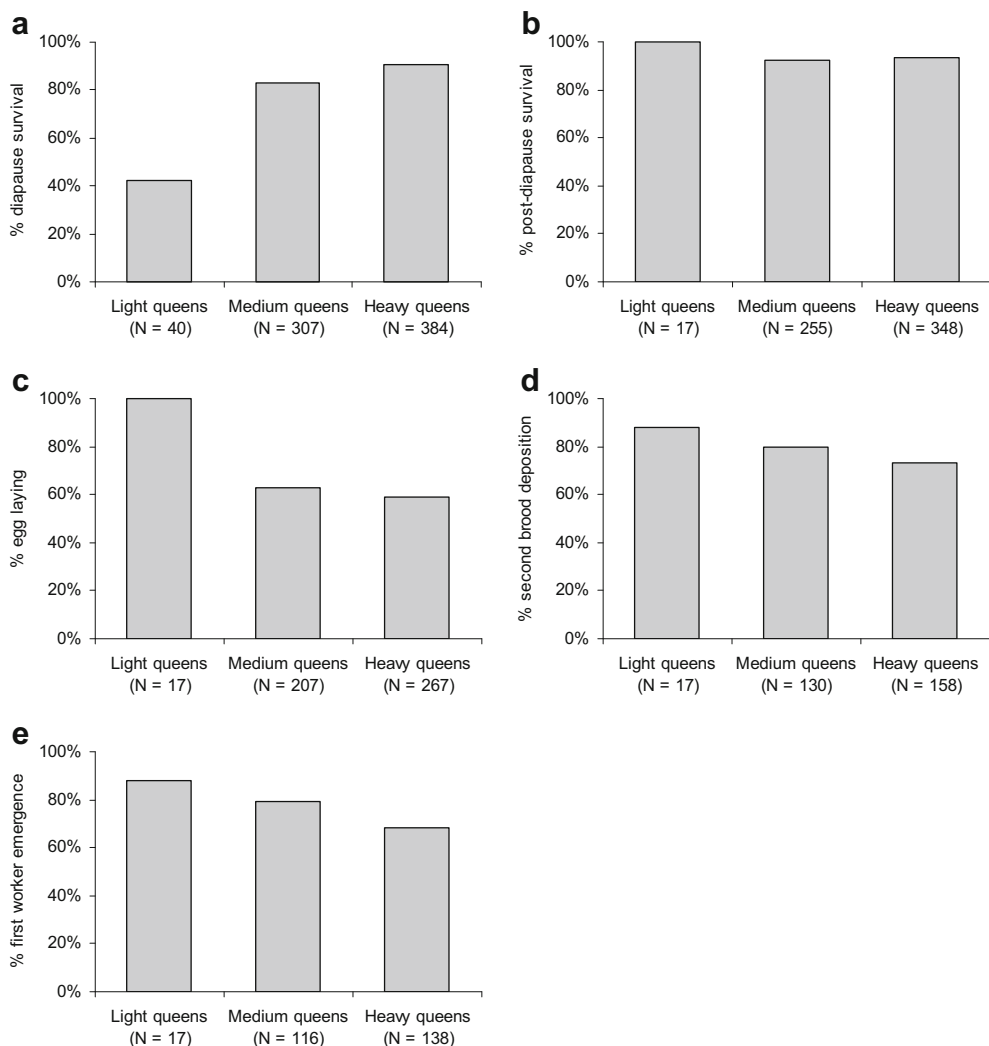 a
100%
80%
60%
40%
20%
0%
% diapause survival
Light queens Medium queens Heavy queens
(N = 40) (N = 307) (N = 384)
b
100%
80%
60%
40%
20%
0%
% post-diapause survival
Light queens Medium queens Heavy queens
(N = 17) (N = 255) (N = 348)
c
100%
80%
60%
40%
20%
0%
% egg laying
Light queens Medium queens Heavy queens
(N = 17) (N = 207) (N = 267)
d
100%
80%
60%
40%
20%
0%
% second brood deposition
Light queens Medium queens Heavy queens
(N = 17) (N = 130) (N = 158)
e
100%
80%
60%
40%
20%
0%
% first worker emergence
Light queens Medium queens Heavy queens
(N = 17) (N = 116) (N = 138)